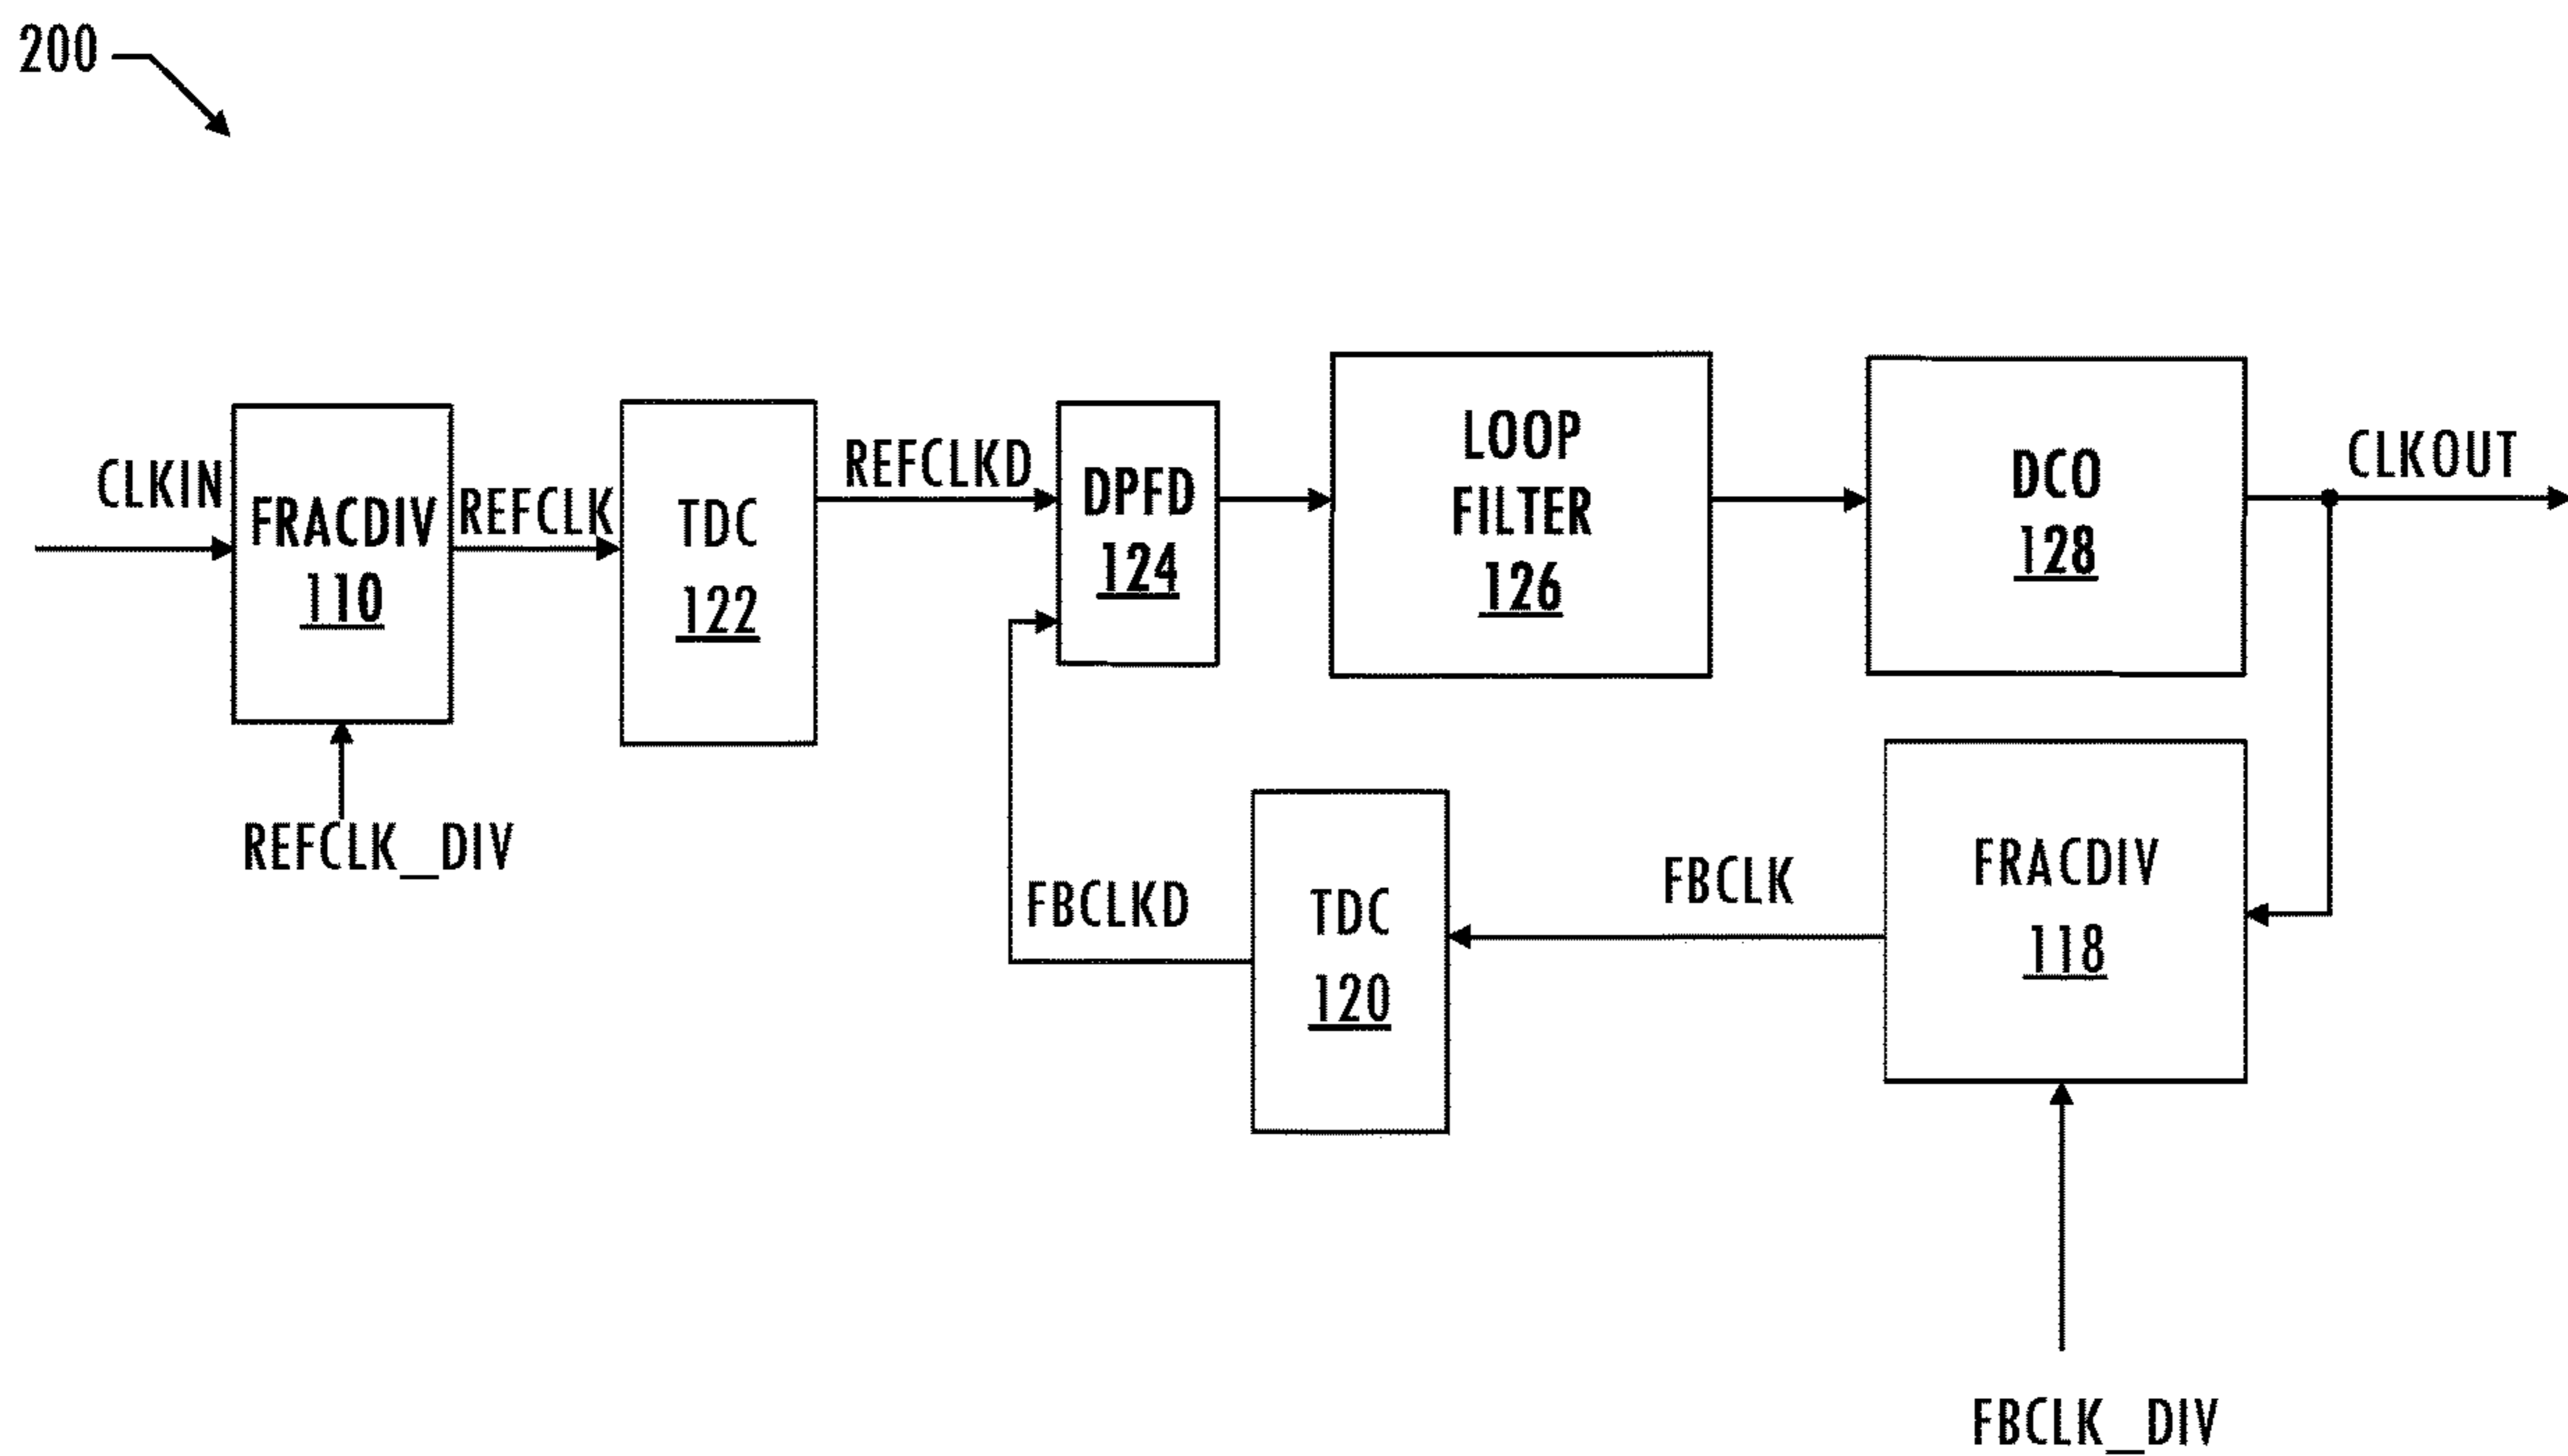 200
CLKIN
FRACDIV
110
REFCLK_DIV
REFCLK
TDC
122
REFCLKD
DPFD
124
LOOP
FILTER
126
DCO
128
CLKOUT
FBCLKD
TDC
120
FBCLK
FRACDIV
118
FBCLK_DIV